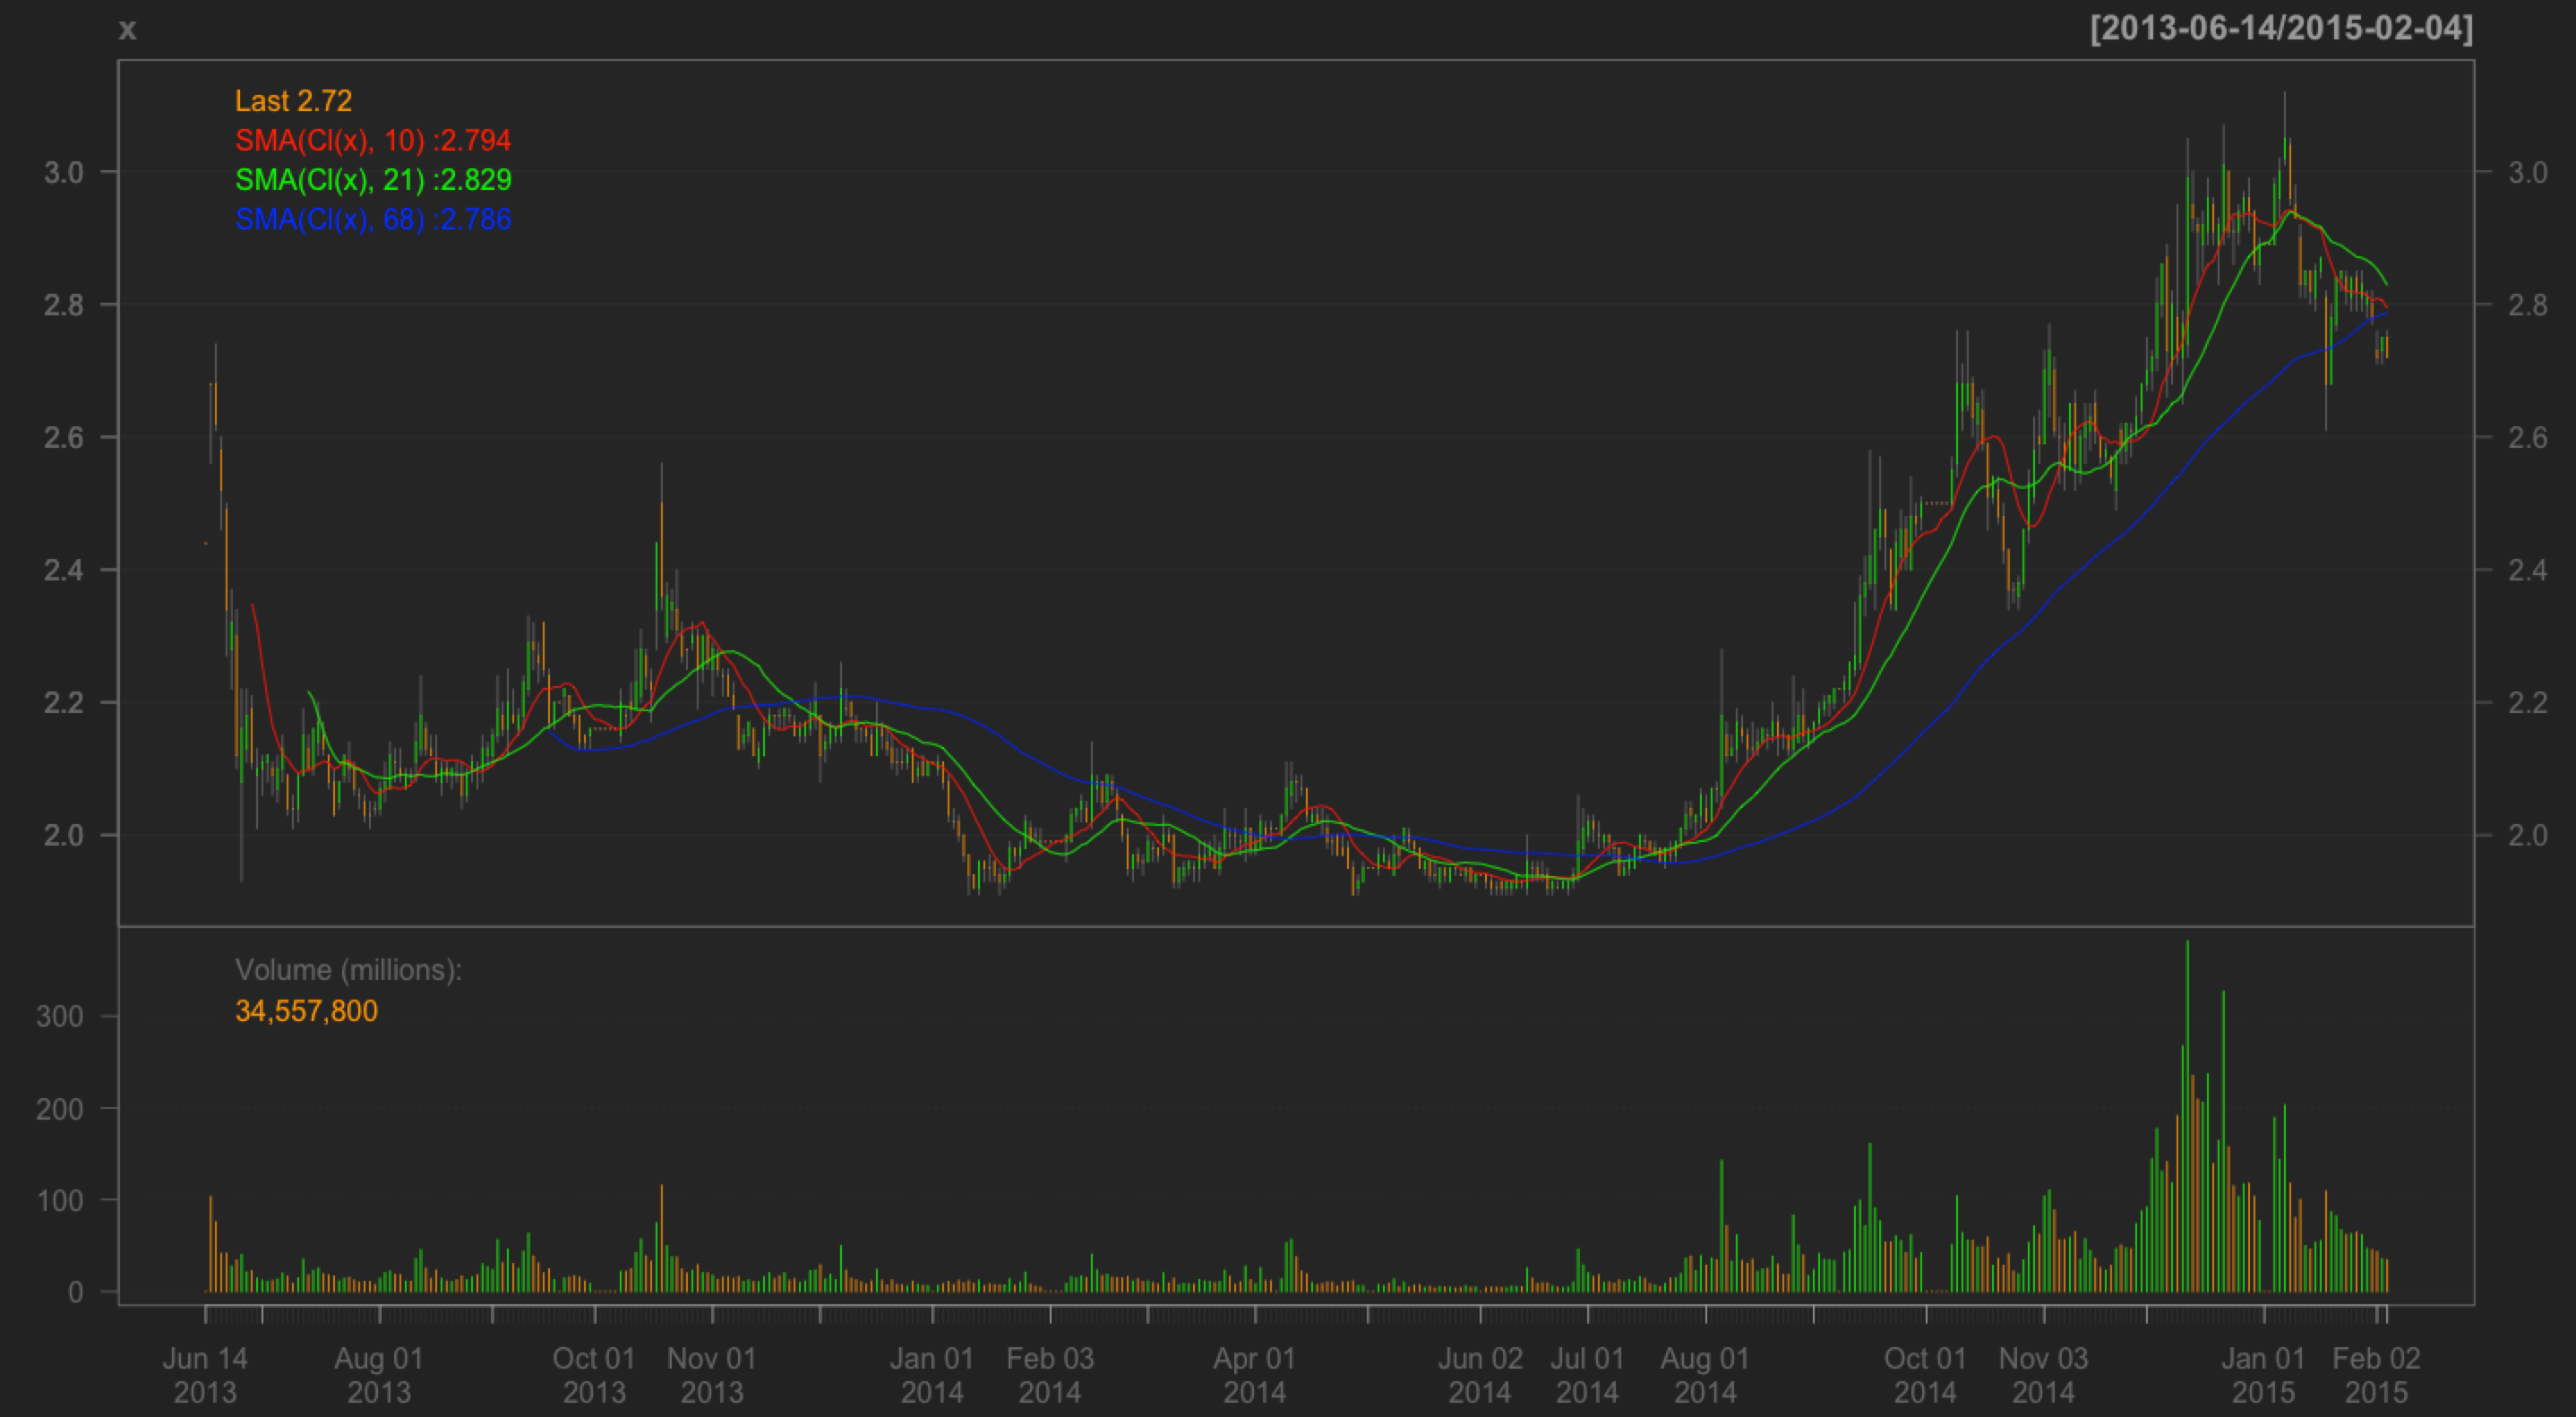 x
[2013-06-14/2015-02-04]
Last 2.72
SMA(Cl(x), 10) :2.794
SMA(Cl(x), 21) :2.829
SMA(Cl(x), 68) :2.786
3.0
3.0
2.8
2.8
2.6
2.6
2.4
2.4
2.2
2.2
2.0
2.0
Volume (millions):
34,557,800
300
200
100
0
Jun 14
2013
Aug 01
2013
Oct 01
2013
Nov 01
2013
Jan 01
2014
Feb 03
2014
Apr 01
2014
Jun 02
2014
Jul 01
2014
Aug 01
2014
Oct 01
2014
Nov 03
2014
Jan 01
2015
Feb 02
2015